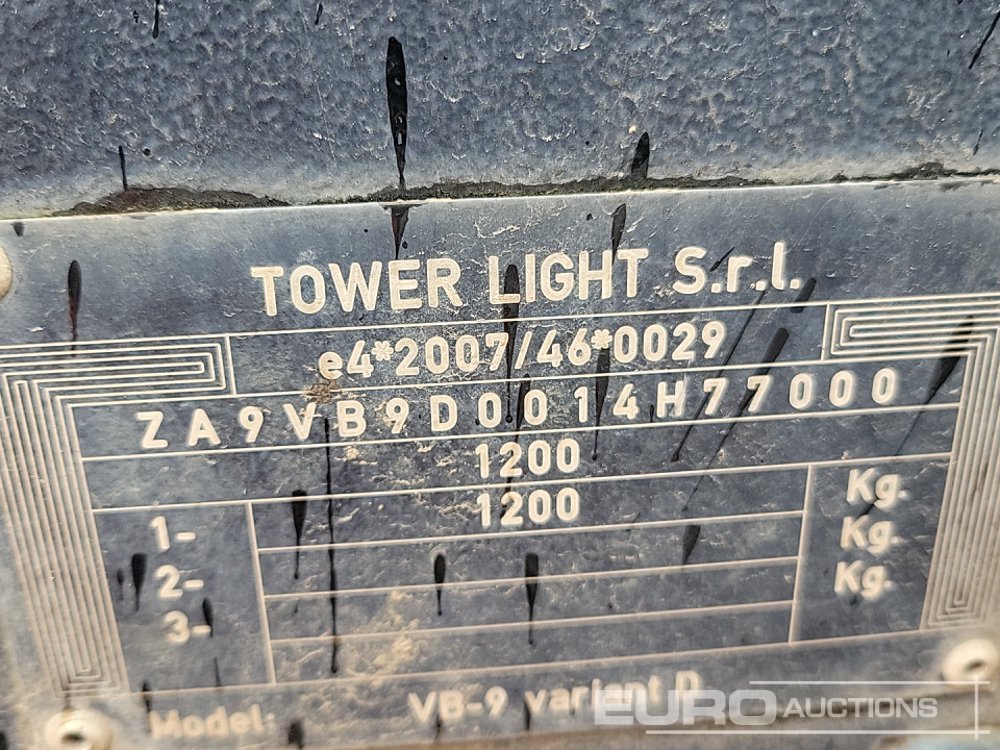 TOWER LIGHT S.r.l.
e4*2007/46*0029
ZA9VB9D0014H77000
1200
1- 1200 Kg.
2- Kg.
3- Kg.
Model: VB-9 variant D
EURO AUCTIONS